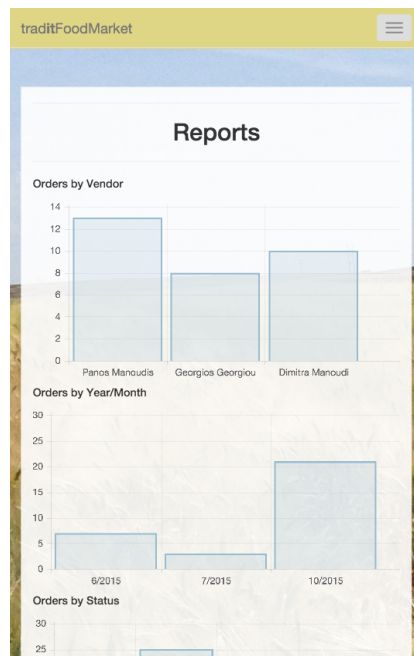 traditFoodMarket
Reports
Orders by Vendor
14
12
10
8
6
4
2
0
Panos Manoudis Georgios Georgiou Dimitra Manoudi
Orders by Year/Month
30
25
20
15
10
5
0
6/2015 7/2015 10/2015
Orders by Status
30
25